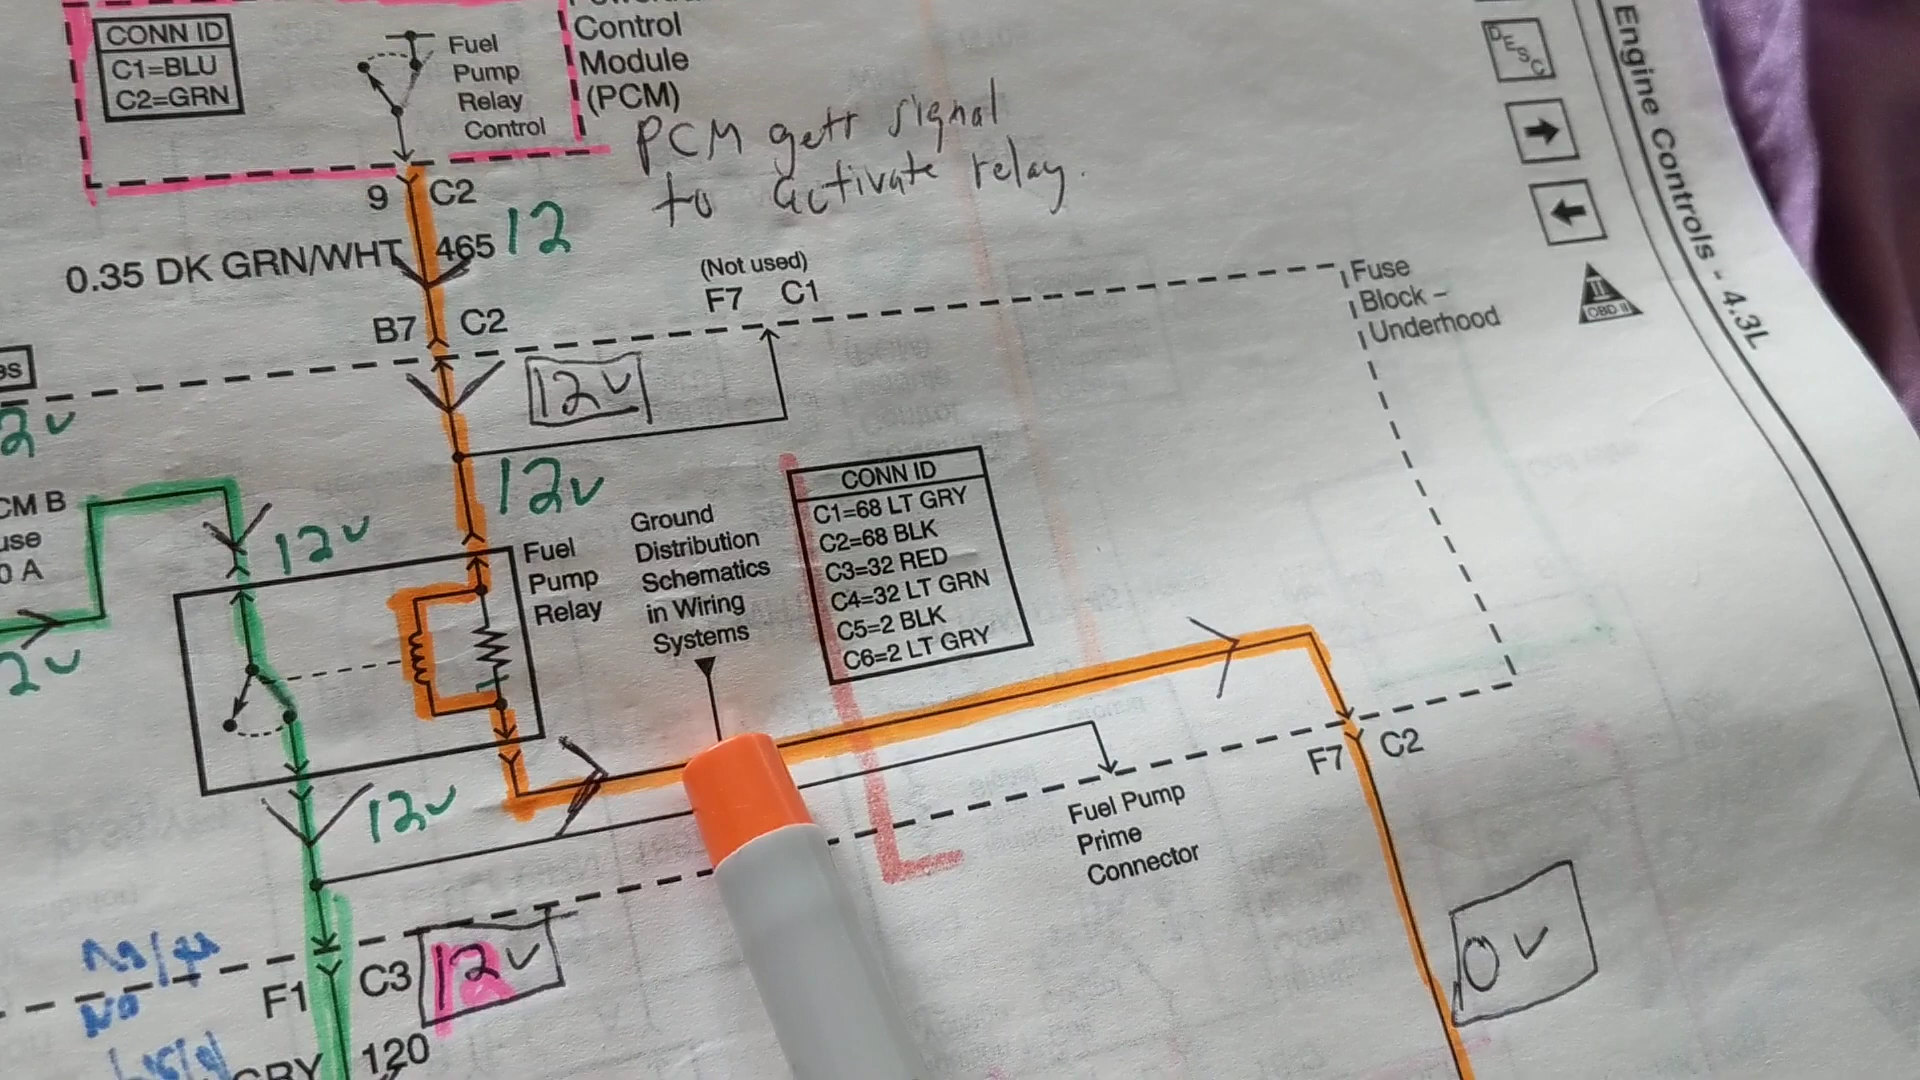 CONN ID
C1=BLU
C2=GRN
Fuel
Pump
Relay
Control
Control
Module
(PCM)
PCM gets signal
to activate relay.
9 C2
0.35 DK GRN/WHT 465 12
(Not used)
F7 C1
B7 C2
12v
Fuse
Block –
Underhood
DESC
II
OBD II
Engine Controls - 4.3L
2v
12v
CM B
0 A
12v
Fuel
Pump
Relay
Ground
Distribution
Schematics
in Wiring
Systems
CONN ID
C1=68 LT GRY
C2=68 BLK
C3=32 RED
C4=32 LT GRN
C5=2 BLK
C6=2 LT GRY
2v
12v
Fuel Pump
Prime
Connector
F7 C2
0v
F1 C3
12v
GRY 120